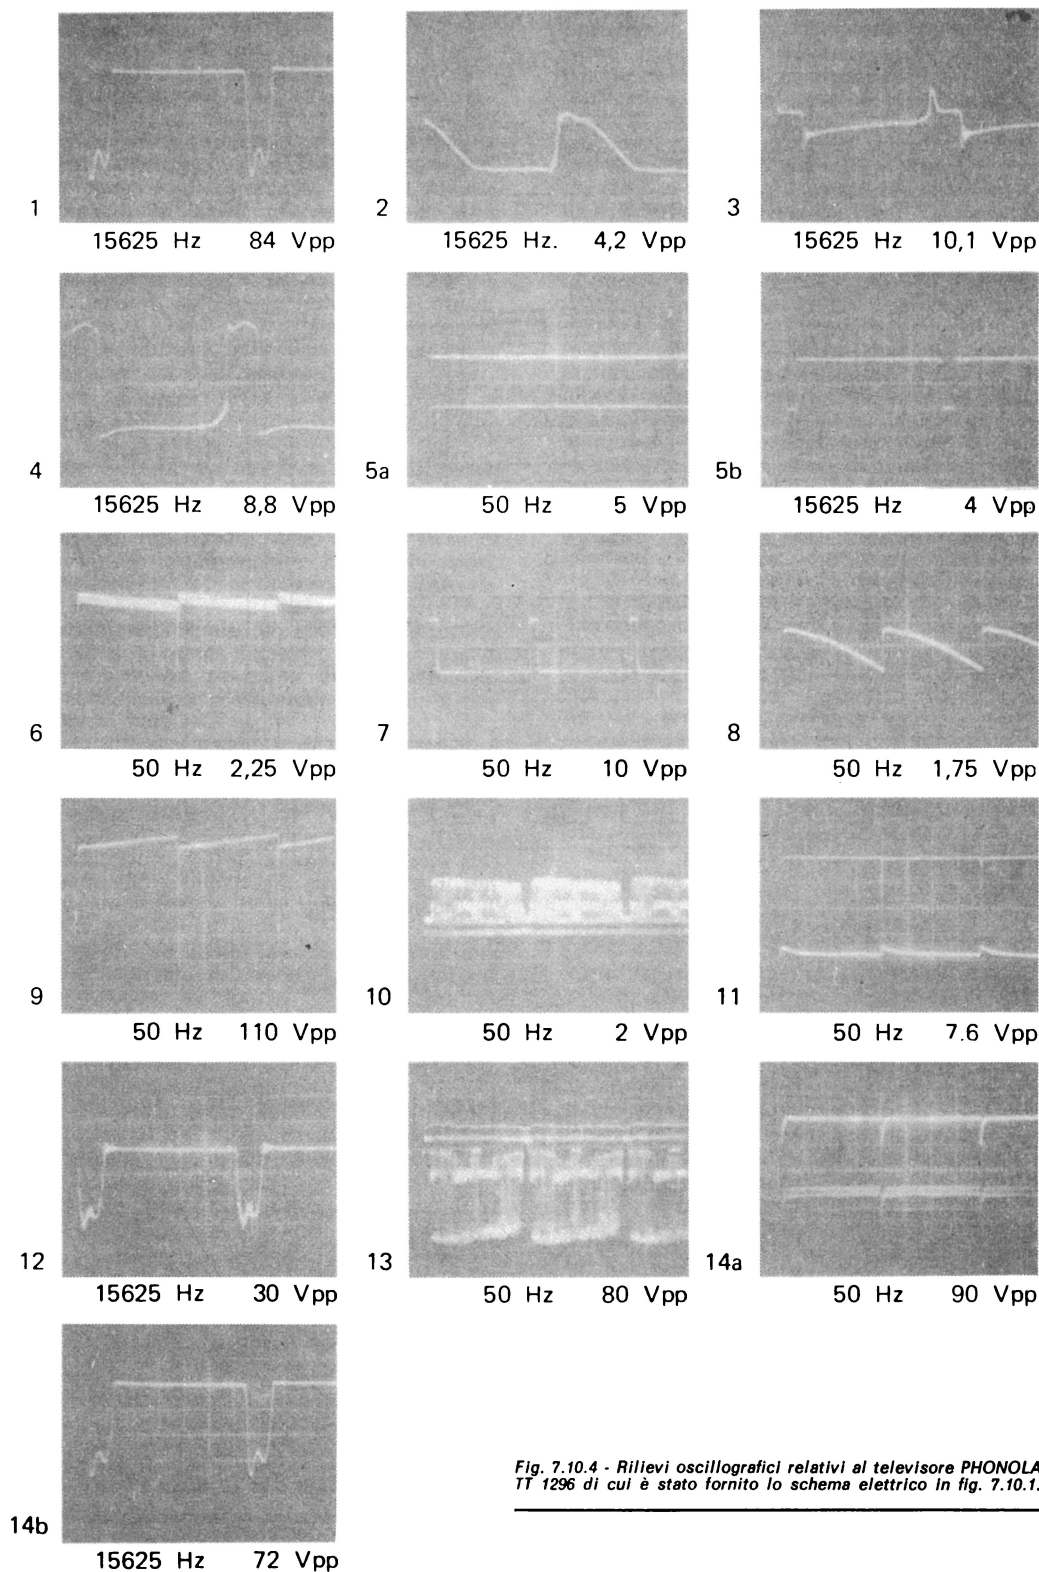 1
15625 Hz 84 Vpp
2
15625 Hz. 4,2 Vpp
3
15625 Hz 10,1 Vpp
4
15625 Hz 8,8 Vpp
5a
50 Hz 5 Vpp
5b
15625 Hz 4 Vpp
6
50 Hz 2,25 Vpp
7
50 Hz 10 Vpp
8
50 Hz 1,75 Vpp
9
50 Hz 110 Vpp
10
50 Hz 2 Vpp
11
50 Hz 7.6 Vpp
12
15625 Hz 30 Vpp
13
50 Hz 80 Vpp
14a
50 Hz 90 Vpp
14b
15625 Hz 72 Vpp
Fig. 7.10.4 - Rilievi oscillografici relativi al televisore PHONOLA
TT 1296 di cui è stato fornito lo schema elettrico in fig. 7.10.1.